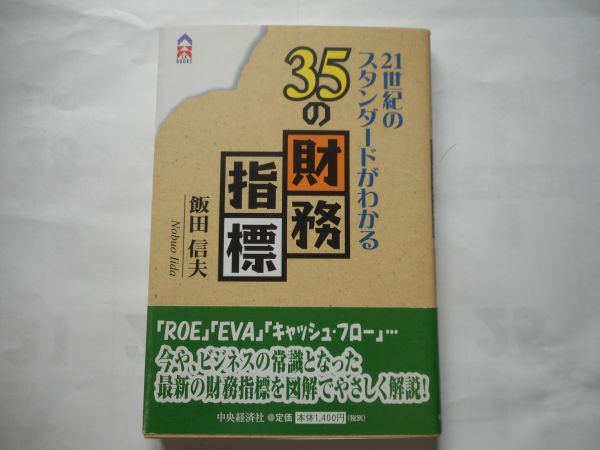 21世紀の
スタンダードがわかる
35の
財務
指標
飯田 信夫
Nobuo Iida
CK
BOOKS
「ROE」「EVA」「キャッシュ・フロー」…
今や、ビジネスの常識となった
最新の財務指標を図解でやさしく解説!
中央経済社 ●定価 本体1,400円 (税別)